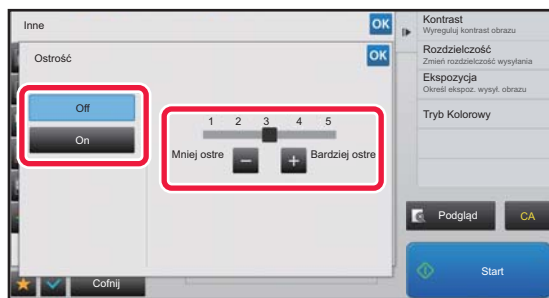 Inne
OK
Ostrość
OK
Off
On
1 2 3 4 5
Mniej ostre
Bardziej ostre
Cofnij
Kontrast
Wyreguluj kontrast obrazu
Rozdzielczość
Zmień rozdzielczość wysyłania
Ekspozycja
Określ ekspoz. wysył. obrazu
Tryb Kolorowy
Podgląd
CA
Start